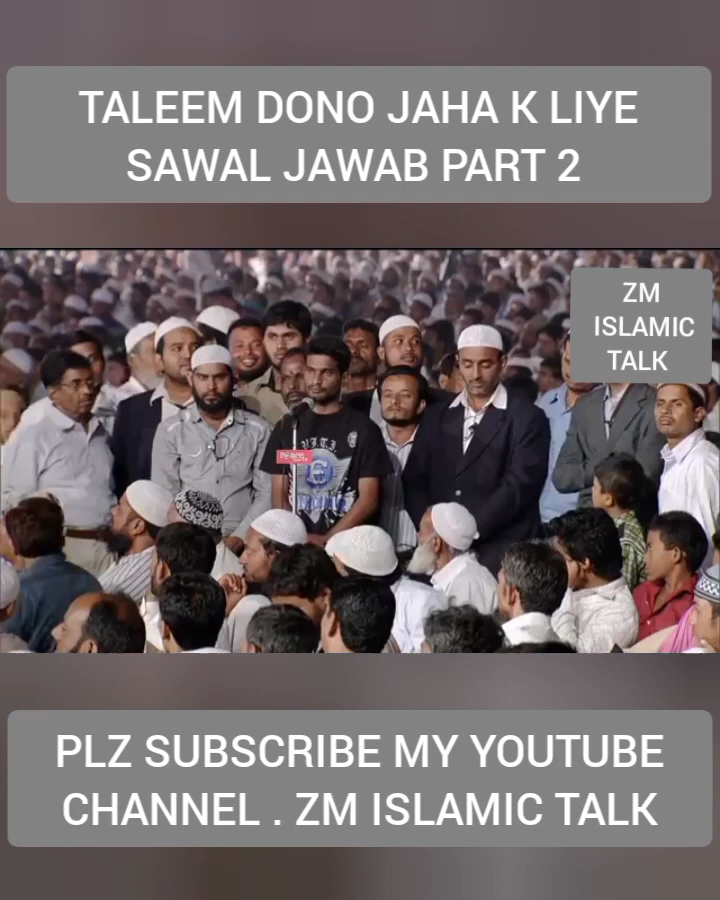 TALEEM DONO JAHA K LIYE
SAWAL JAWAB PART 2
ZM
ISLAMIC
TALK
PLZ SUBSCRIBE MY YOUTUBE
CHANNEL . ZM ISLAMIC TALK